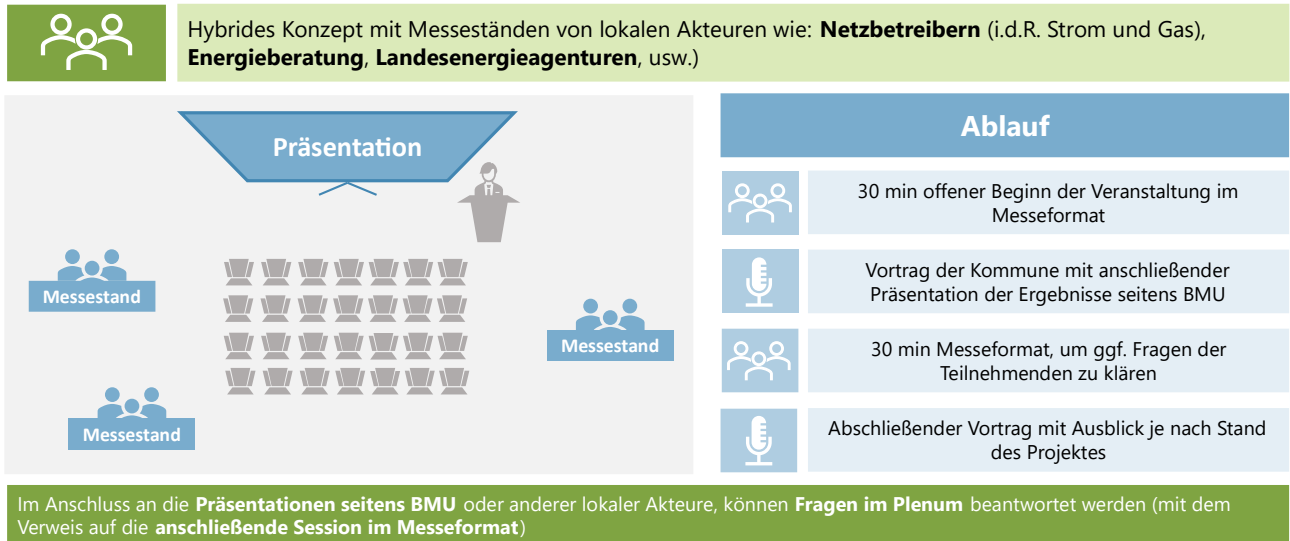 Hybrides Konzept mit Messeständen von lokalen Akteuren wie: Netzbetreibern (i.d.R. Strom und Gas),
Energieberatung, Landesenergieagenturen, usw.)
Präsentation
Messestand
Messestand
Messestand
Ablauf
30 min offener Beginn der Veranstaltung im
Messeformat
Vortrag der Kommune mit anschließender
Präsentation der Ergebnisse seitens BMU
30 min Messeformat, um ggf. Fragen der
Teilnehmenden zu klären
Abschließender Vortrag mit Ausblick je nach Stand
des Projektes
Im Anschluss an die Präsentationen seitens BMU oder anderer lokaler Akteure, können Fragen im Plenum beantwortet werden (mit dem
Verweis auf die anschließende Session im Messeformat)